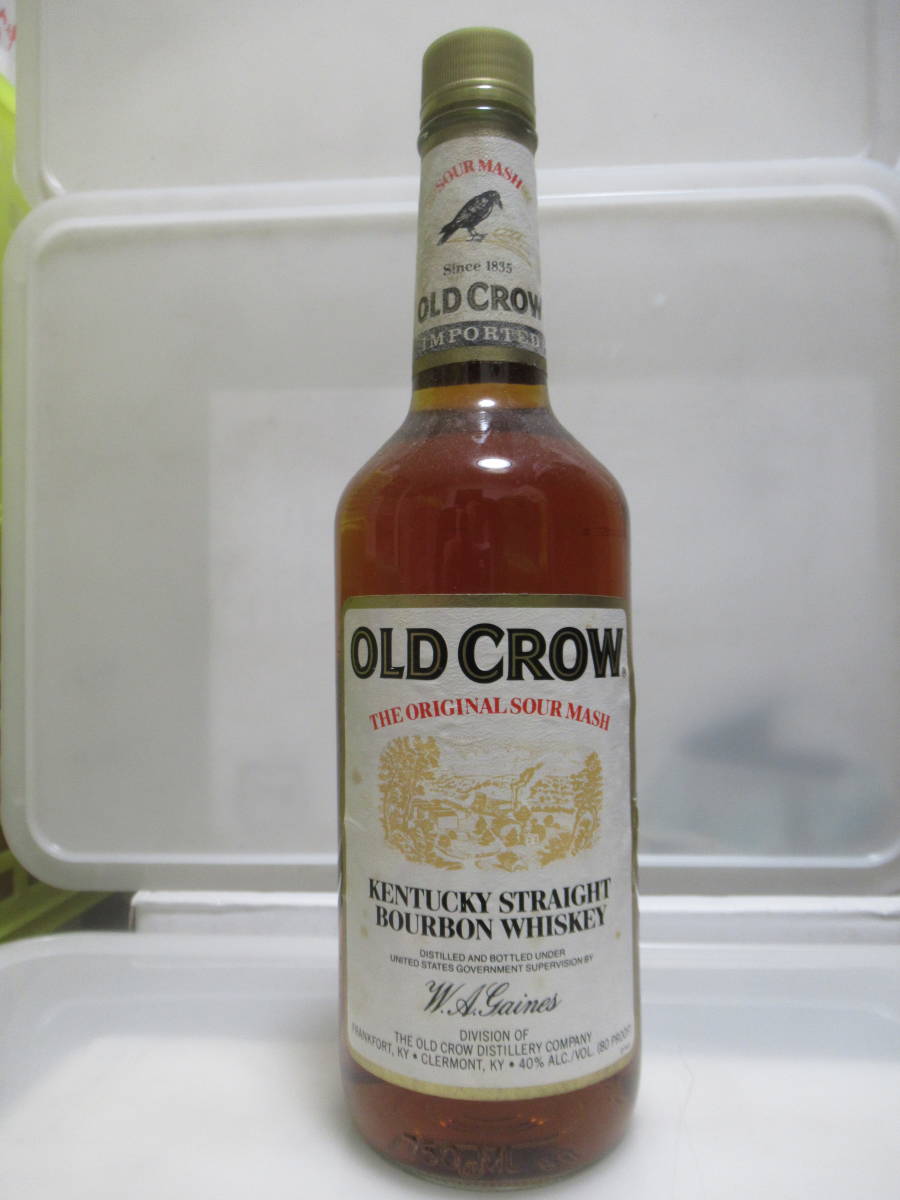 SOUR MASH
Since 1835
OLD CROW
IMPORTED
OLD CROW®
THE ORIGINAL SOUR MASH
KENTUCKY STRAIGHT
BOURBON WHISKEY
DISTILLED AND BOTTLED UNDER
UNITED STATES GOVERNMENT SUPERVISION BY
W.A.Gaines
DIVISION OF
THE OLD CROW DISTILLERY COMPANY
FRANKFORT, KY • CLERMONT, KY • 40% ALC./VOL. (80 PROOF)
750 ML